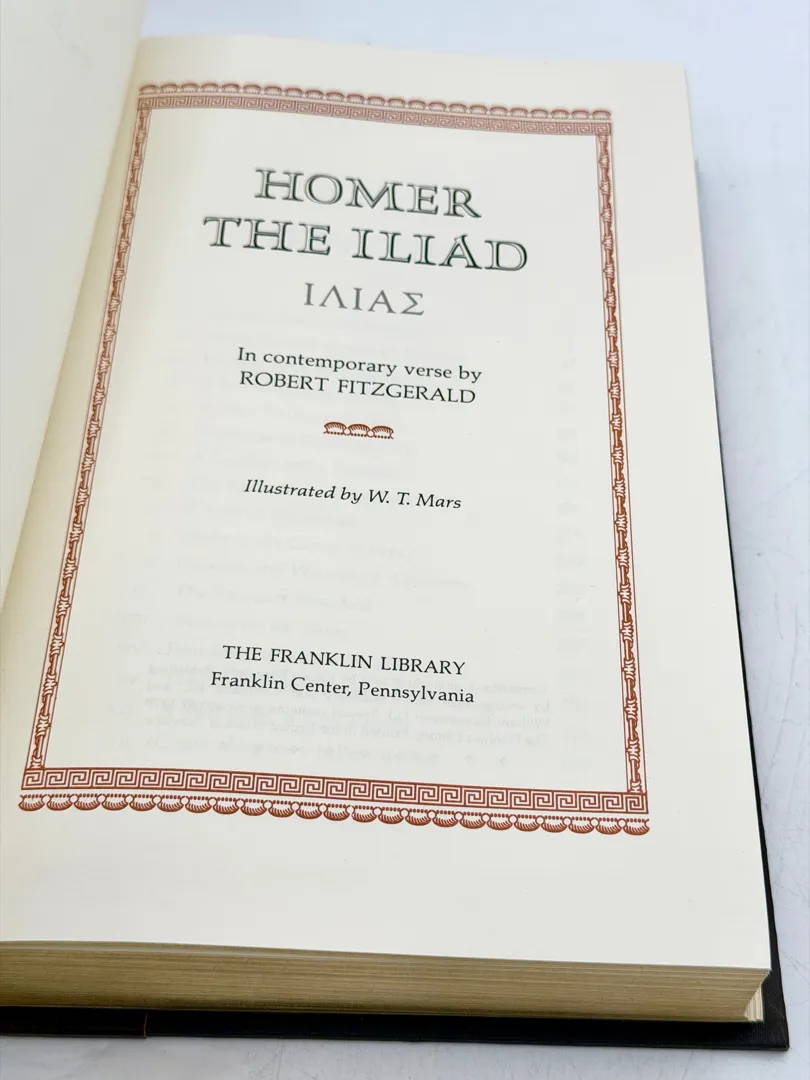 HOMER
THE ILIAD
ΙΛΙΑΣ
In contemporary verse by
ROBERT FITZGERALD
Illustrated by W. T. Mars
THE FRANKLIN LIBRARY
Franklin Center, Pennsylvania